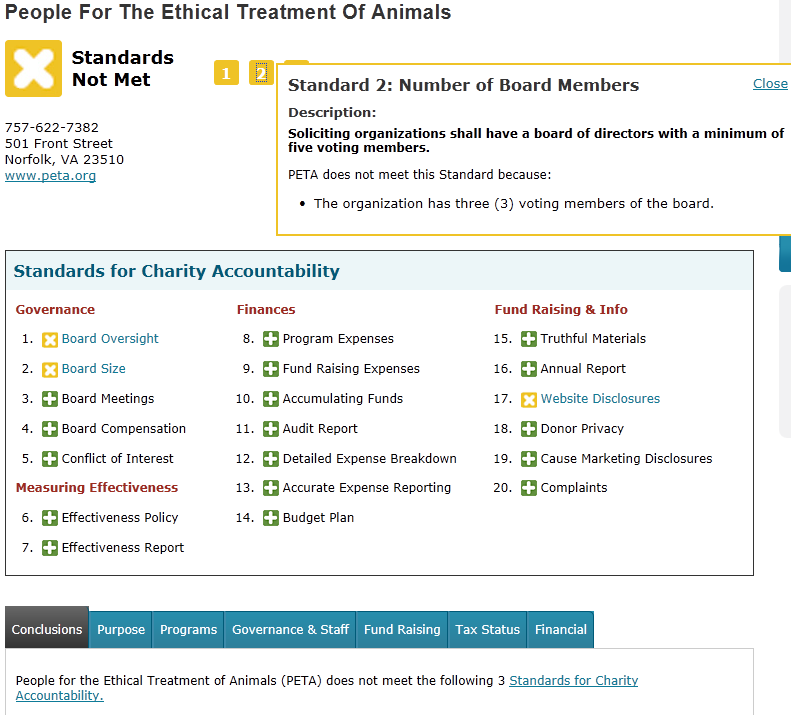 People For The Ethical Treatment Of Animals
Standards
Not Met
1
2
757-622-7382
501 Front Street
Norfolk, VA 23510
www.peta.org
Standard 2: Number of Board Members
Close
Description:
Soliciting organizations shall have a board of directors with a minimum of
five voting members.
PETA does not meet this Standard because:
• The organization has three (3) voting members of the board.
Standards for Charity Accountability
Governance
1. Board Oversight
2. Board Size
3. Board Meetings
4. Board Compensation
5. Conflict of Interest
Measuring Effectiveness
6. Effectiveness Policy
7. Effectiveness Report
Finances
8. Program Expenses
9. Fund Raising Expenses
10. Accumulating Funds
11. Audit Report
12. Detailed Expense Breakdown
13. Accurate Expense Reporting
14. Budget Plan
Fund Raising & Info
15. Truthful Materials
16. Annual Report
17. Website Disclosures
18. Donor Privacy
19. Cause Marketing Disclosures
20. Complaints
Conclusions
Purpose
Programs
Governance & Staff
Fund Raising
Tax Status
Financial
People for the Ethical Treatment of Animals (PETA) does not meet the following 3 Standards for Charity
Accountability.